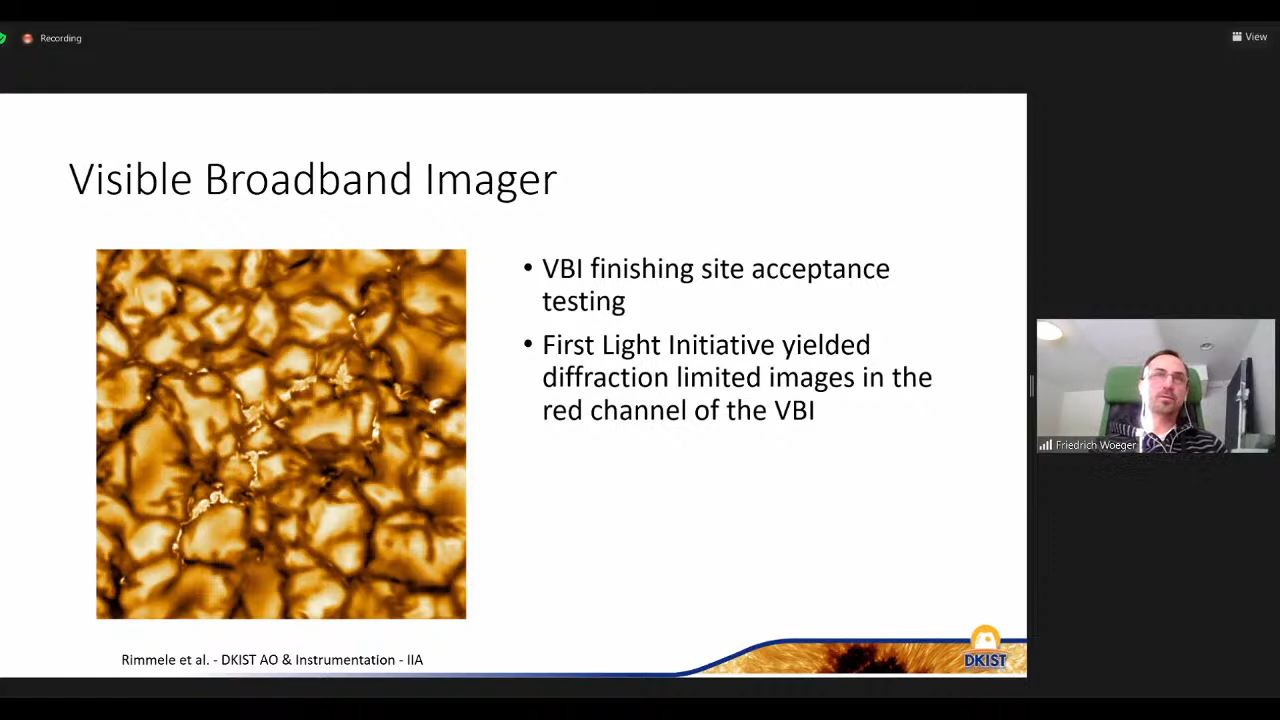 Recording
View
Visible Broadband Imager
• VBI finishing site acceptance
testing
• First Light Initiative yielded
diffraction limited images in the
red channel of the VBI
Friedrich Woeger
Rimmele et al. - DKIST AO & Instrumentation - IIA
DKIST